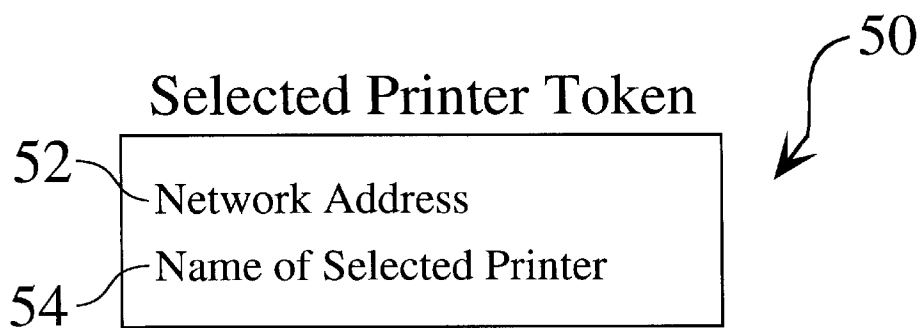 50
Selected Printer Token
52
Network Address
Name of Selected Printer
54